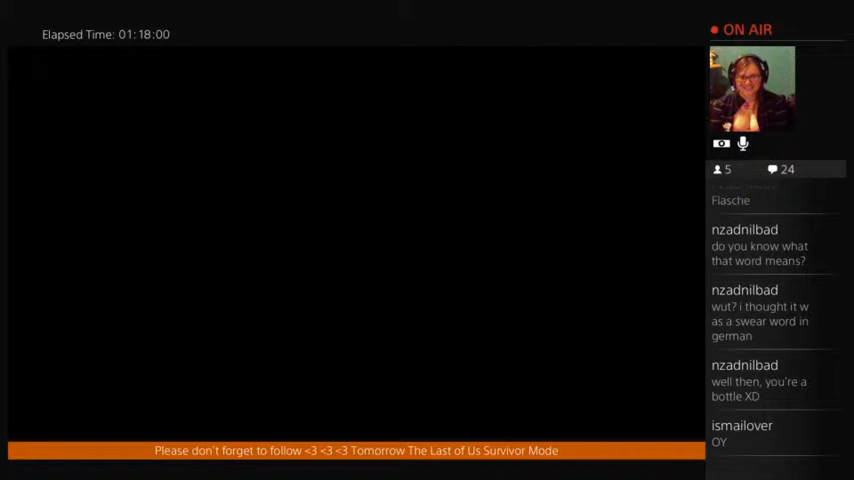 Elapsed Time: 01:18:00
ON AIR
5
24
Flasche
nzadnilbad
do you know what
that word means?
nzadnilbad
wut? i thought it w
as a swear word in
german
nzadnilbad
well then, you're a
bottle XD
ismailover
OY
Please don't forget to follow <3 <3 <3 Tomorrow The Last of Us Survivor Mode